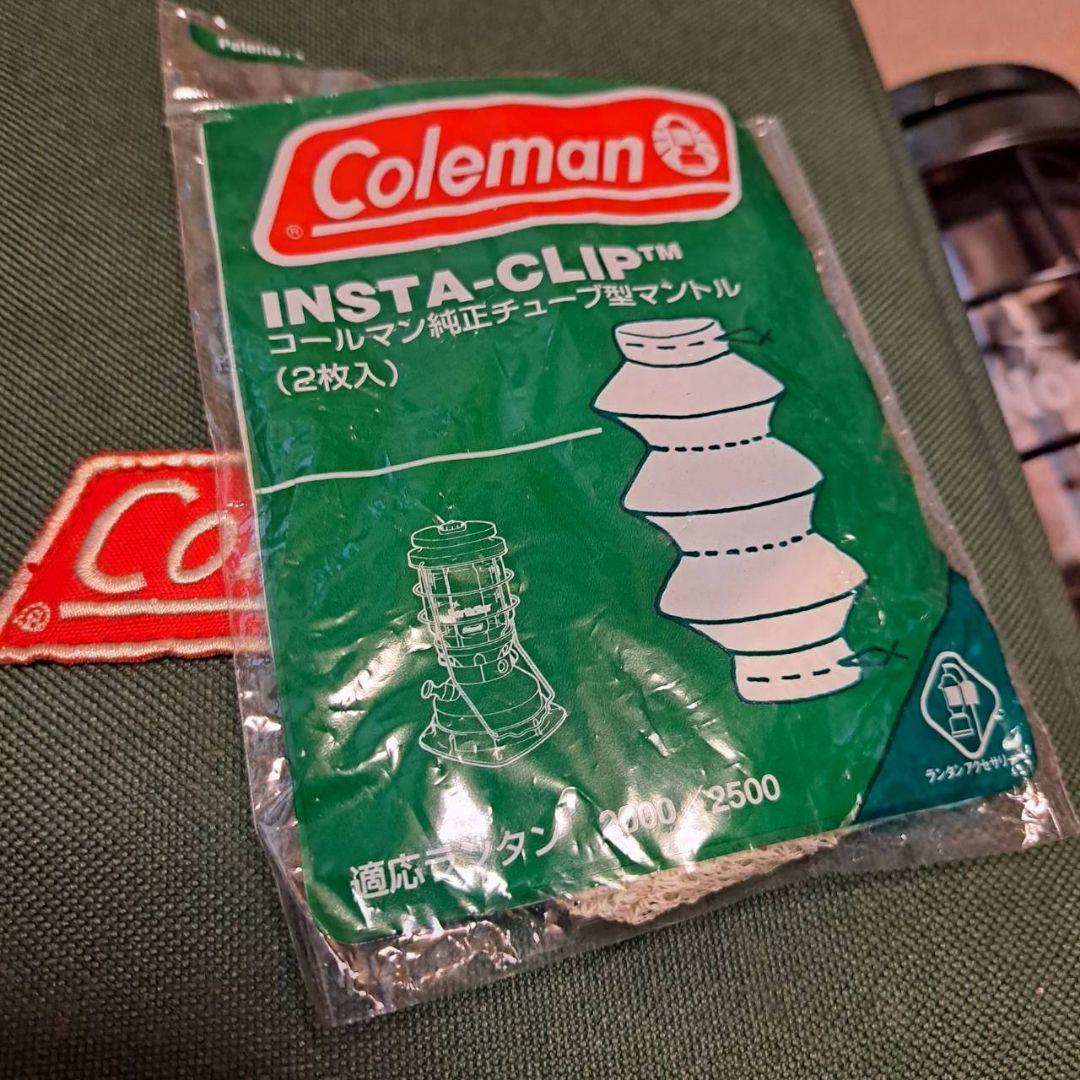 Coleman
®
INSTA-CLIP™
コールマン純正チューブ型マントル
(2枚入)
Co
®
ランタンアクセサリー
適応ランタン 2000/2500